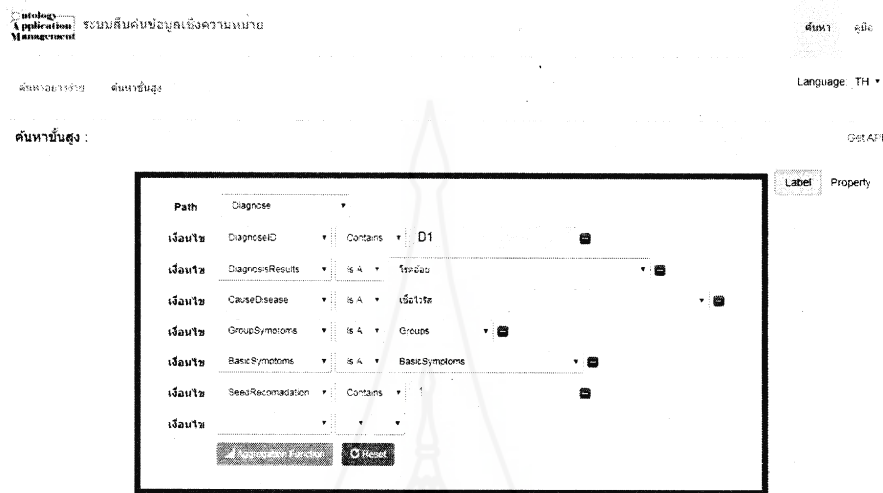 Ontology
Application
Management
ระบบสืบค้นข้อมูลเชิงความหมาย
ค้นหา คู่มือ
ค้นหาอย่างง่าย ค้นหาขั้นสูง
Language: TH
ค้นหาขั้นสูง :
Get API
Label Property
Path Diagnose
เงื่อนไข DiagnoseID Contains D1
เงื่อนไข DiagnosisResults Is A โรคอ้อย
เงื่อนไข CauseDisease Is A เชื้อไวรัส
เงื่อนไข GroupSymptoms Is A Groups
เงื่อนไข BasicSymptoms Is A BasicSymptoms
เงื่อนไข SeedRecomadation Contains 1
เงื่อนไข
Aggregation Function Reset